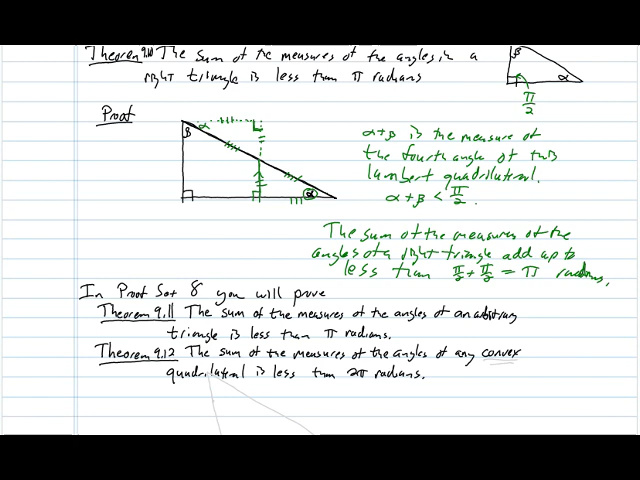 Theorem 9.10 The sum of the measures of the angles in a
right triangle is less than π radians
β
α
π/2
Proof
β
α
α
α+β is the measure of
the fourth angle of this
Lambert quadrilateral.
α+β < π/2.
The sum of the measures of the
angles of a right triangle add up to
less than π/2 + π/2 = π radians.
In Proof Set 8 you will prove
Theorem 9.11 The sum of the measures of the angles of an arbitrary
triangle is less than π radians.
Theorem 9.12 The sum of the measures of the angles of any convex
quadrilateral is less than 2π radians.